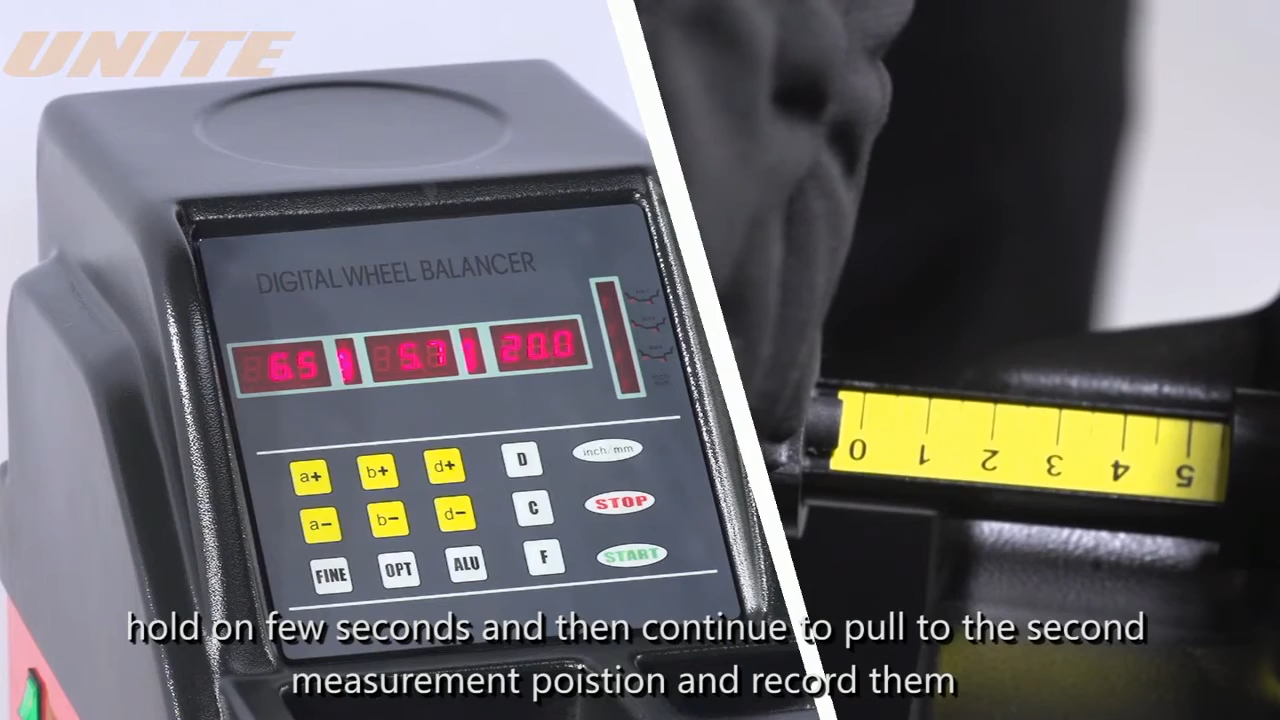 UNITE
DIGITAL WHEEL BALANCER
6.5 5.7 20.0
a+ b+ d+ D inch/mm
a- b- d- C STOP
FINE OPT ALU F START
0 1 2 3 4 5
hold on few seconds and then continue to pull to the second
measurement poistion and record them